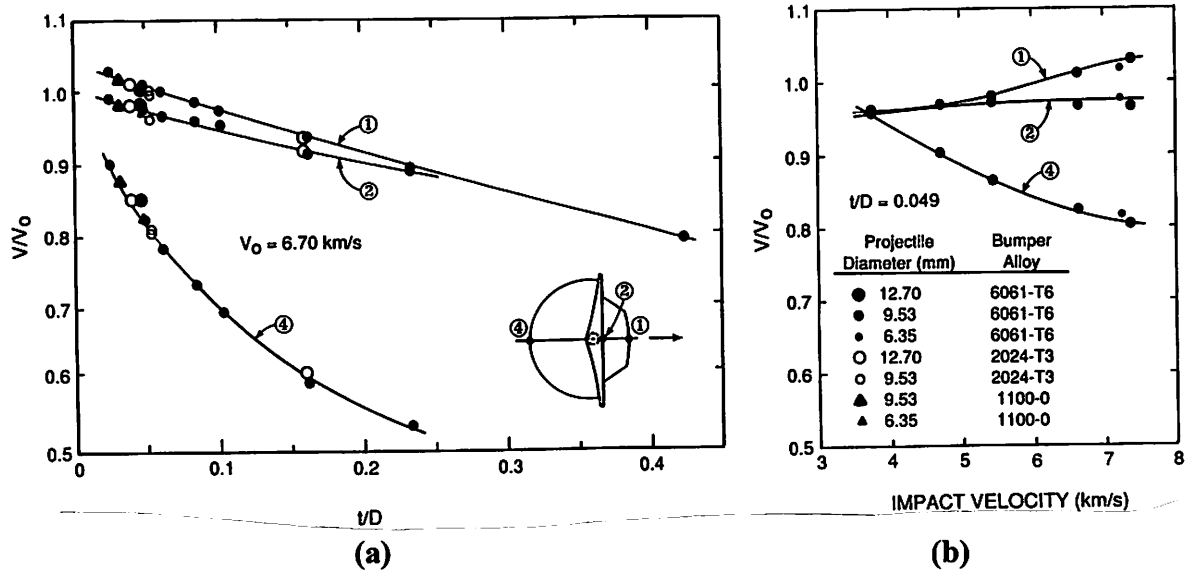 1.1
1.0
0.9
0.8
0.7
0.6
0.5
V/V₀
①
②
V₀ = 6.70 km/s
④
② 
④ ①
0 0.1 0.2 0.3 0.4
t/D
(a)
1.1
1.0
0.9
0.8
0.7
0.6
0.5
V/V₀
①
②
④
t/D = 0.049
Projectile Bumper
Diameter (mm) Alloy
12.70 6061-T6
9.53 6061-T6
6.35 6061-T6
12.70 2024-T3
9.53 2024-T3
9.53 1100-0
6.35 1100-0
3 4 5 6 7 8
IMPACT VELOCITY (km/s)
(b)